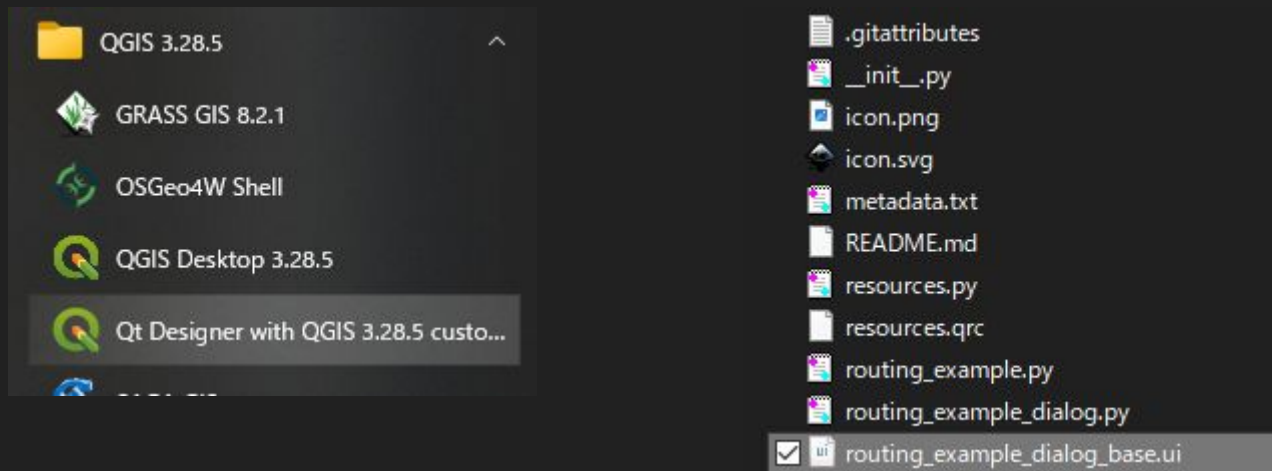 QGIS 3.28.5
GRASS GIS 8.2.1
OSGeo4W Shell
QGIS Desktop 3.28.5
Qt Designer with QGIS 3.28.5 custo...
.gitattributes
__init__.py
icon.png
icon.svg
metadata.txt
README.md
resources.py
resources.qrc
routing_example.py
routing_example_dialog.py
routing_example_dialog_base.ui